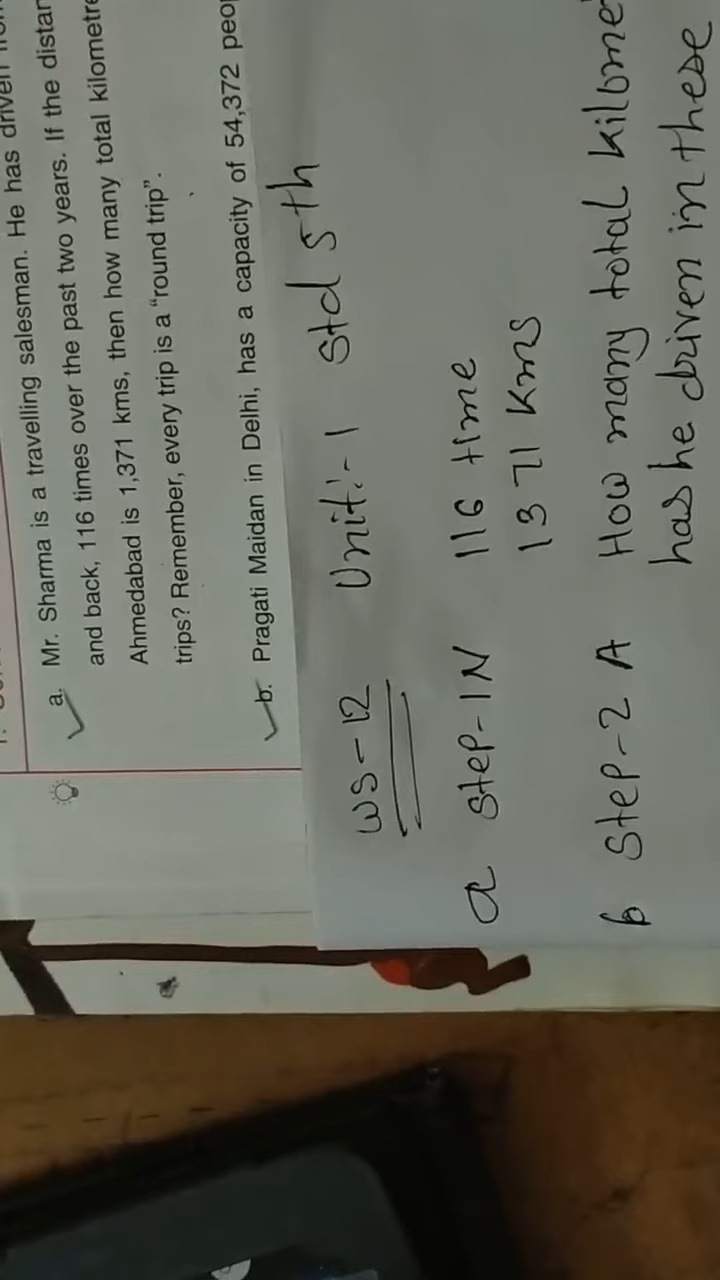 a. Mr. Sharma is a travelling salesman. He has driven
and back, 116 times over the past two years. If the distan
Ahmedabad is 1,371 kms, then how many total kilometre
trips? Remember, every trip is a "round trip".
b. Pragati Maidan in Delhi, has a capacity of 54,372 peop
WS-12 Unit:-1 Std 5th
a Step-1 N 116 time
1371 Kms
b Step-2 A How many total kilome
has he driven in these